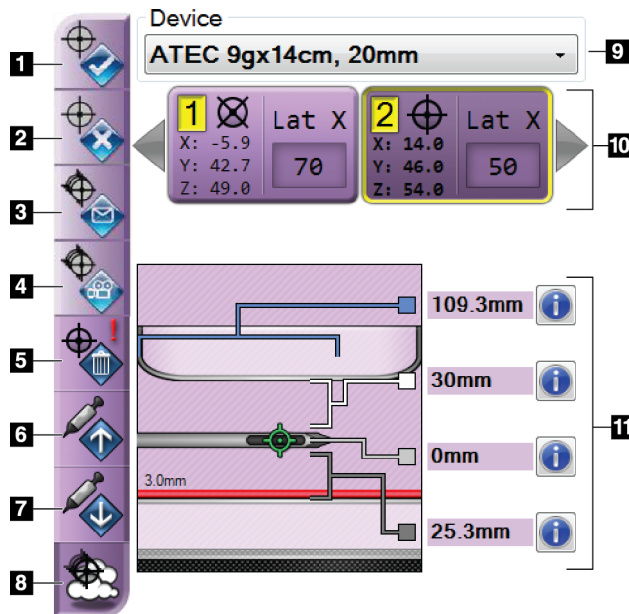 Device
1
ATEC 9gx14cm, 20mm
9
1 Lat X 2 Lat X
2
X: -5.9 X: 14.0
10
Y: 42.7 70 Y: 46.0 50
Z: 49.0 Z: 54.0
3
4
109.3mm
!
5
30mm
6
11
0mm
3.0mm
7
25.3mm
8